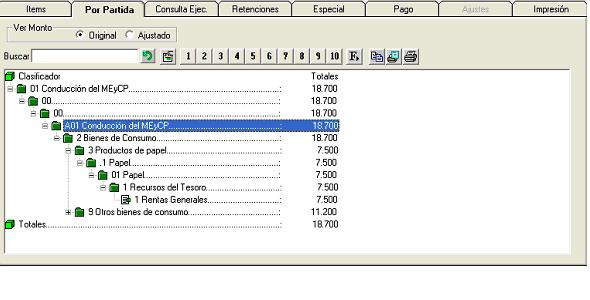 Items Por Partida Consulta Ejec. Retenciones Especial Pago Ajustes Impresión
Ver Monto
Original Ajustado
Buscar 1 2 3 4 5 6 7 8 9 10 F
Clasificador Totales
01 Conducción del MEyCP 18.700
00 18.700
00 18.700
A01 Conducción del MEyCP 18.700
2 Bienes de Consumo 18.700
3 Productos de papel 7.500
.1 Papel 7.500
01 Papel 7.500
1 Recursos del Tesoro 7.500
1 Rentas Generales 7.500
9 Otros bienes de consumo 11.200
Totales 18.700